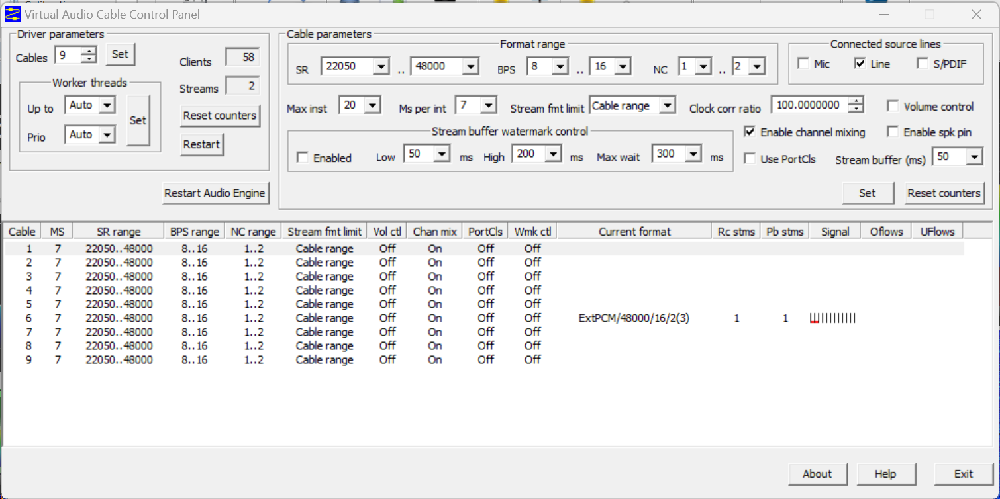 Virtual Audio Cable Control Panel
Driver parameters
Cables 9 Set
Clients 58
Streams 2
Worker threads
Up to Auto
Prio Auto
Set
Reset counters
Restart
Restart Audio Engine
Cable parameters
Format range
SR 22050 .. 48000 BPS 8 .. 16 NC 1 .. 2
Connected source lines
Mic Line S/PDIF
Max inst 20 Ms per int 7 Stream fmt limit Cable range Clock corr ratio 100.0000000 Volume control
Stream buffer watermark control
Enabled Low 50 ms High 200 ms Max wait 300 ms
Enable channel mixing Enable spk pin
Use PortCls Stream buffer (ms) 50
Set Reset counters
Cable MS SR range BPS range NC range Stream fmt limit Vol ctl Chan mix PortCls Wmk ctl Current format Rc stms Pb stms Signal Oflows UFlows
1 7 22050..48000 8..16 1..2 Cable range Off On Off Off
2 7 22050..48000 8..16 1..2 Cable range Off On Off Off
3 7 22050..48000 8..16 1..2 Cable range Off On Off Off
4 7 22050..48000 8..16 1..2 Cable range Off On Off Off
5 7 22050..48000 8..16 1..2 Cable range Off On Off Off
6 7 22050..48000 8..16 1..2 Cable range Off On Off Off ExtPCM/48000/16/2(3) 1 1
7 7 22050..48000 8..16 1..2 Cable range Off On Off Off
8 7 22050..48000 8..16 1..2 Cable range Off On Off Off
9 7 22050..48000 8..16 1..2 Cable range Off On Off Off
About Help Exit